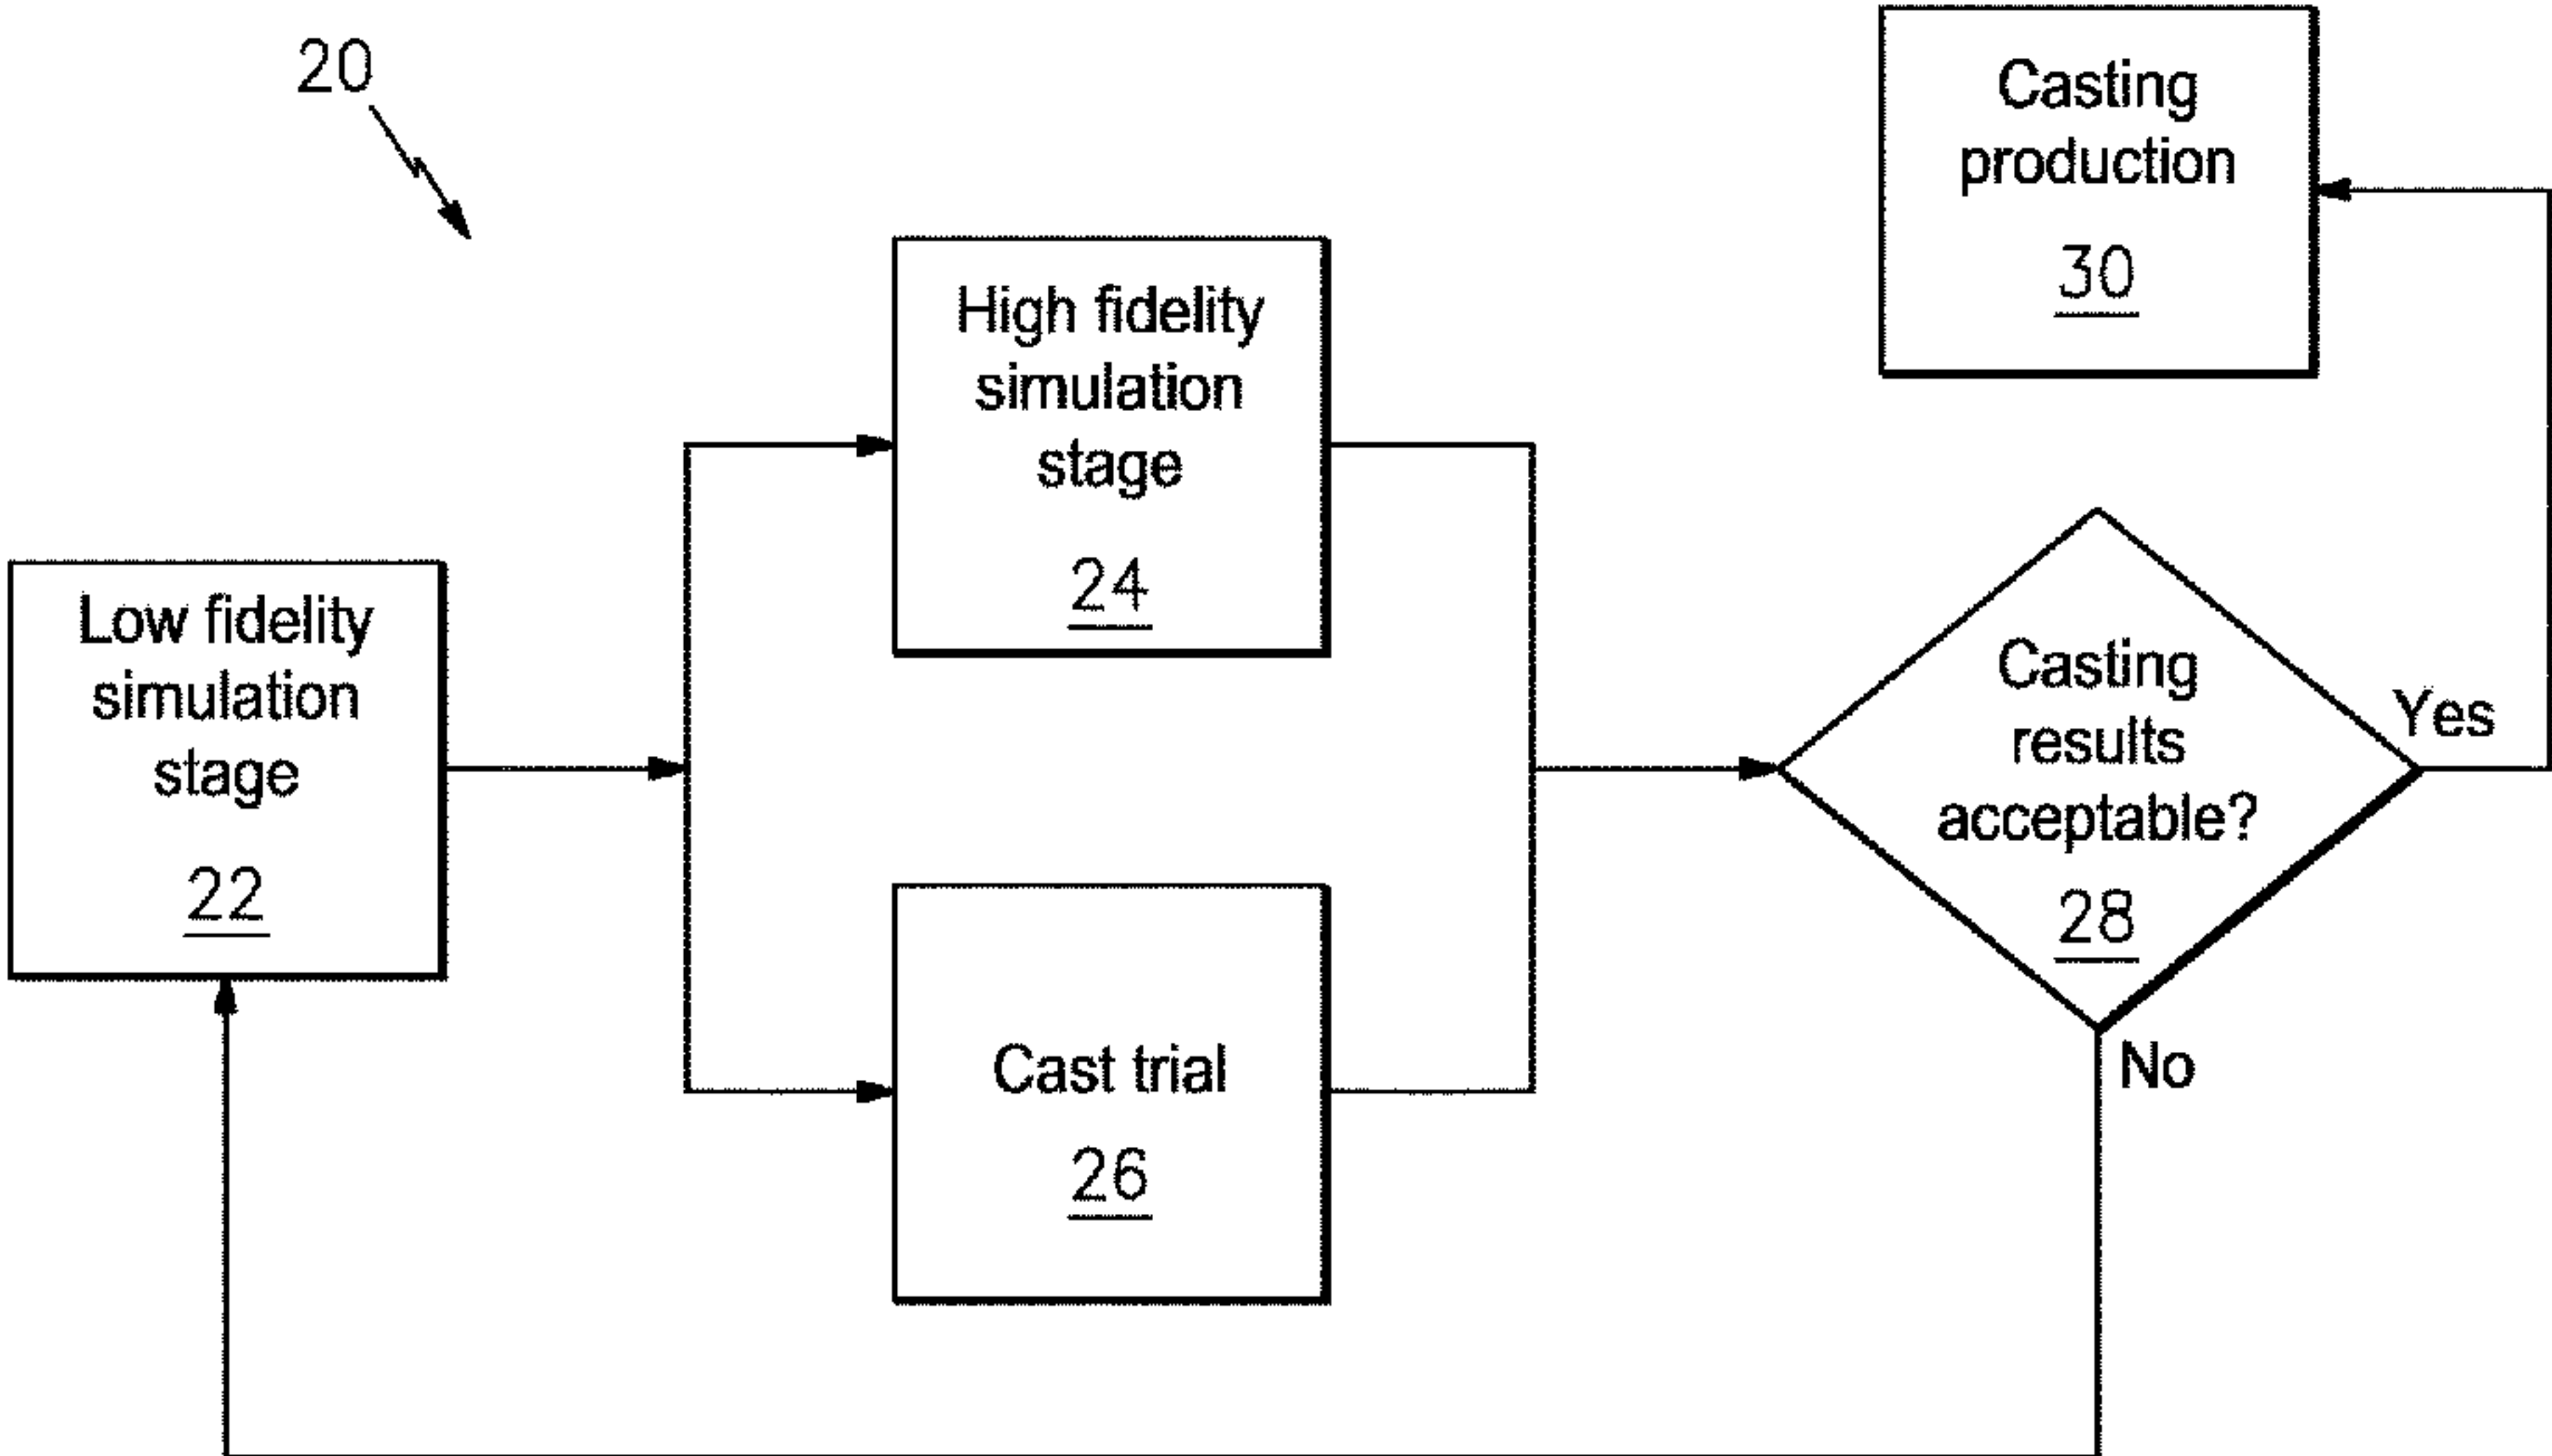 20
Low fidelity
simulation
stage
22
High fidelity
simulation
stage
24
Cast trial
26
Casting
results
acceptable?
28
Yes
No
Casting
production
30